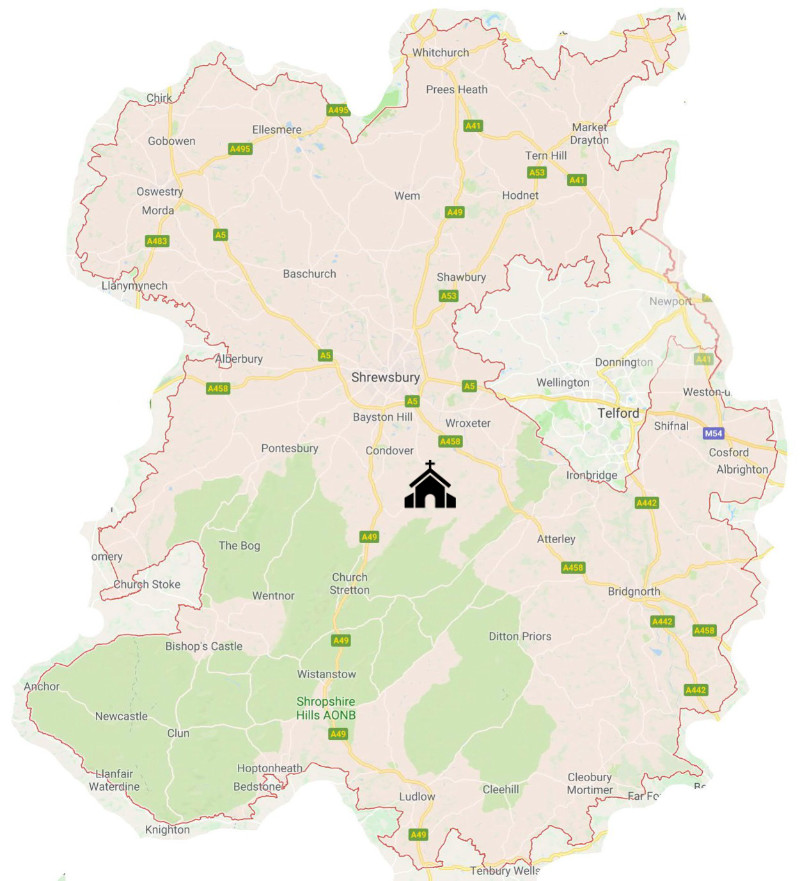 M
Whitchurch
Prees Heath
Chirk
A495
A41
Ellesmere
Market
Drayton
Gobowen
A495
Tern Hill
A53
A41
Oswestry
Wem
Hodnet
Morda
A49
A483
A5
Baschurch
Shawbury
Llanymynech
A53
Newport
Alberbury
A5
Donnington
A41
Shrewsbury
Wellington
A458
A5
Weston-u
A5
Bayston Hill
Telford
Wroxeter
Shifnal
M54
A458
Pontesbury
Condover
Cosford
Albrighton
Ironbridge
A442
A49
Atterley
The Bog
omery
A458
Church Stoke
Church
Stretton
Wentnor
Bridgnorth
A442
A458
A49
Ditton Priors
Bishop's Castle
Wistanstow
Anchor
A442
Shropshire
Hills AONB
Newcastle
Clun
A49
Hoptonheath
Llanfair
Waterdine
Bedstone
Cleobury
Mortimer
Ludlow
Cleehill
Far Fo
Be
Knighton
A49
Tenbury Wells